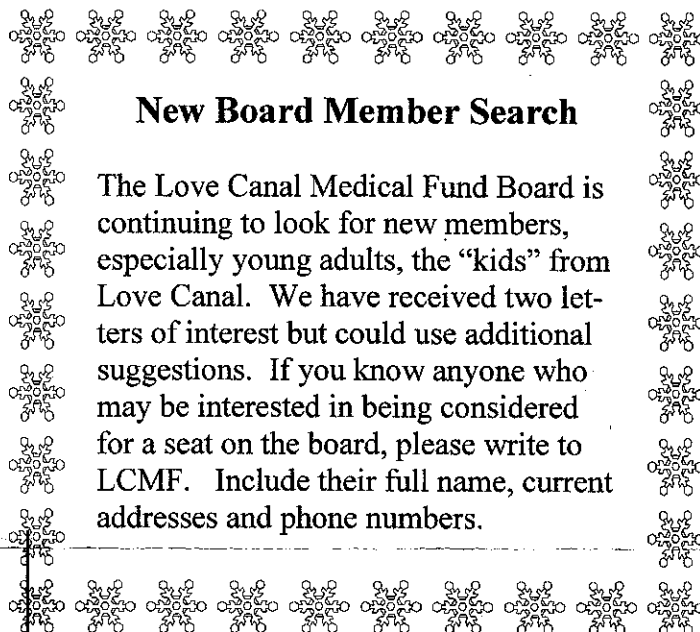 New Board Member Search
The Love Canal Medical Fund Board is
continuing to look for new members,
especially young adults, the “kids” from
Love Canal.  We have received two let-
ters of interest but could use additional
suggestions.  If you know anyone who
may be interested in being considered
for a seat on the board, please write to
LCMF.   Include their full name, current
addresses and phone numbers.